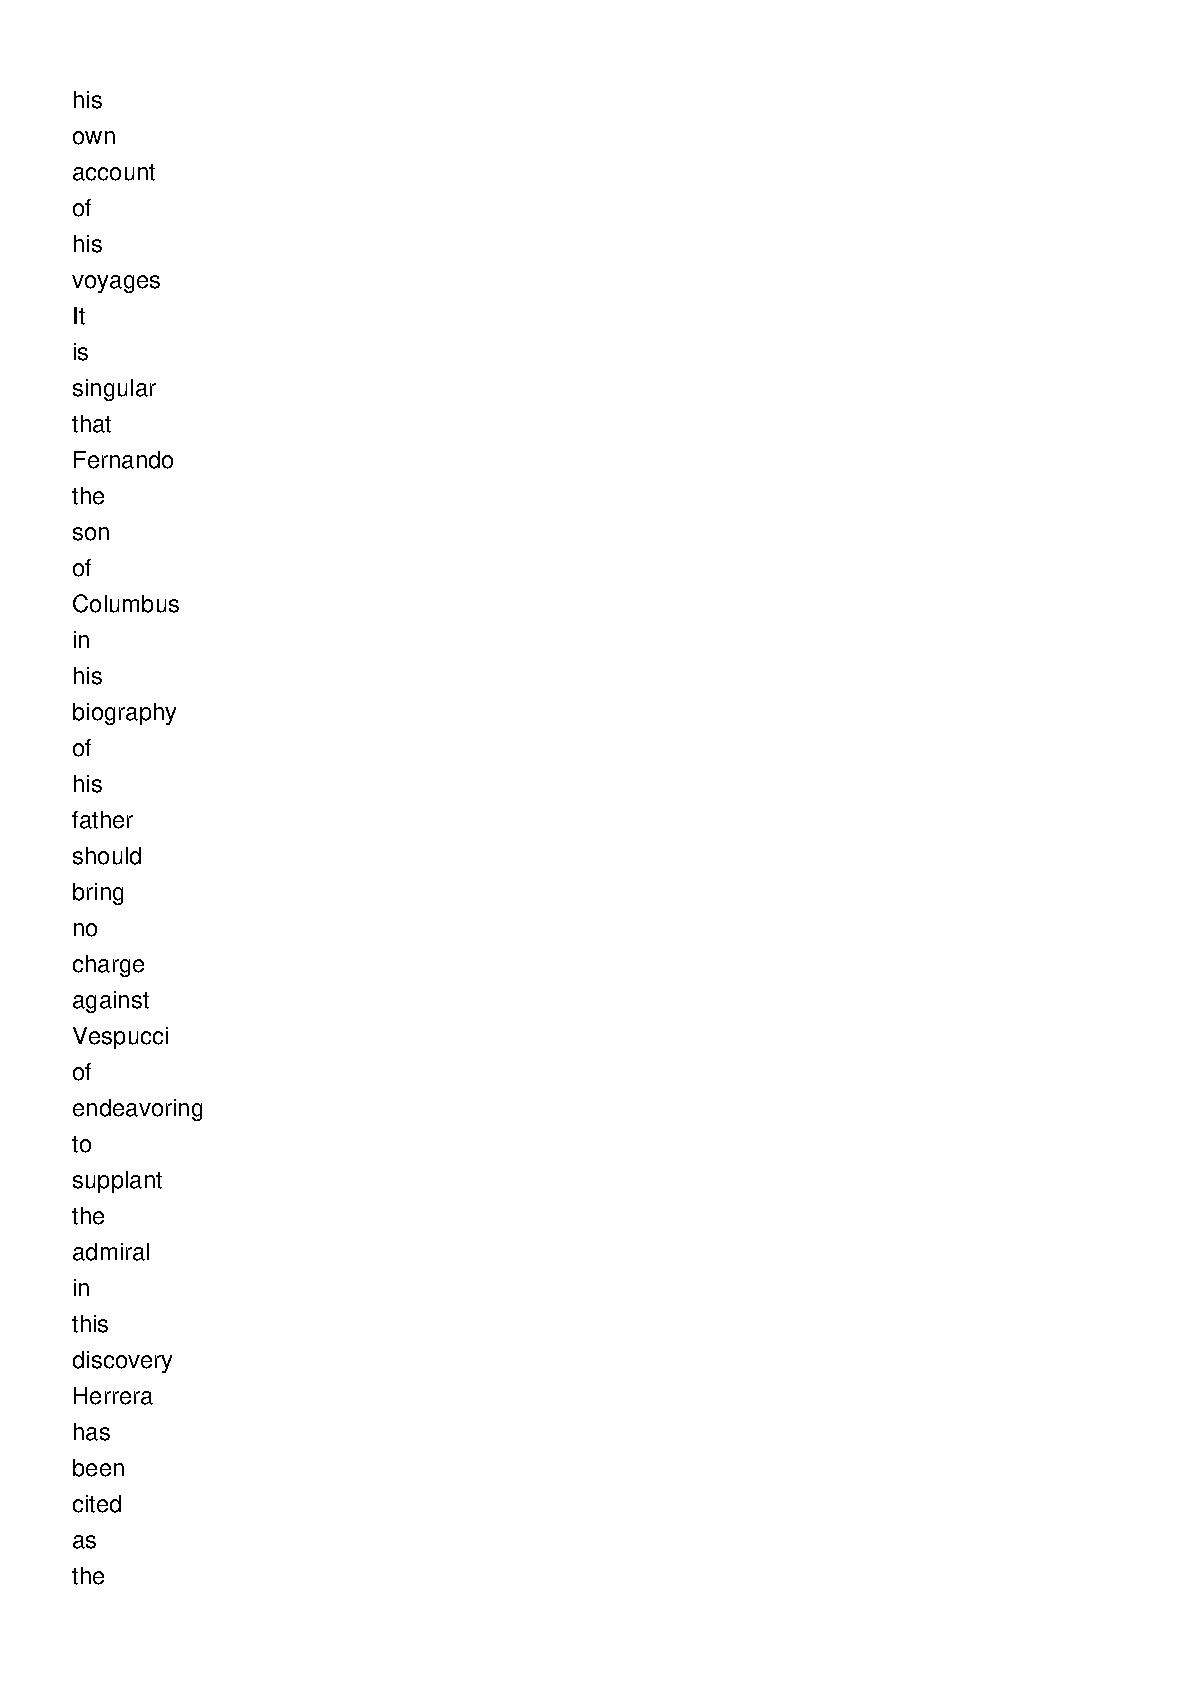 his
own
account
of
his
voyages
It
is
singular
that
Fernando
the
son
of
Columbus
in
his
biography
of
his
father
should
bring
no
charge
against
Vespucci
of
endeavoring
to
supplant
the
admiral
in
this
discovery
Herrera
has
been
cited
as
the